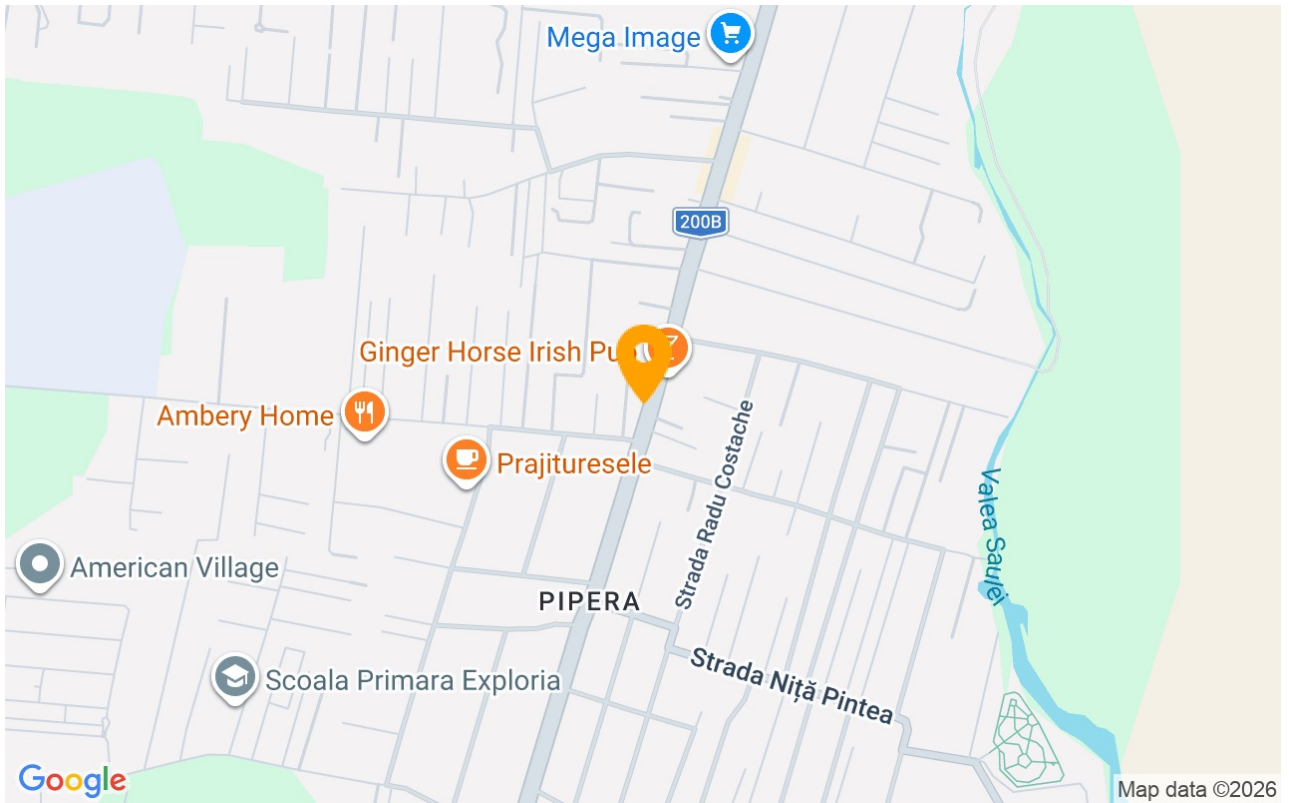 Mega Image
200B
Ginger Horse Irish Pu
Ambery Home
Prajituresele
Strada Radu Costache
Valea Saulei
American Village
PIPERA
Strada Niță Pintea
Scoala Primara Exploria
Google
Map data ©2026